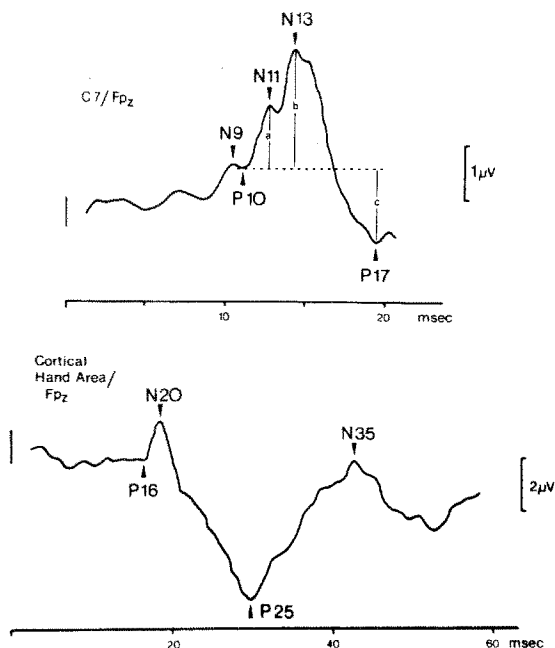 N13
N11
C7/Fpz
N9
a
b
1µV
P10
c
P17
10
20
msec
Cortical
Hand Area/
Fpz
N20
N35
P16
2µV
P25
20
40
60
msec